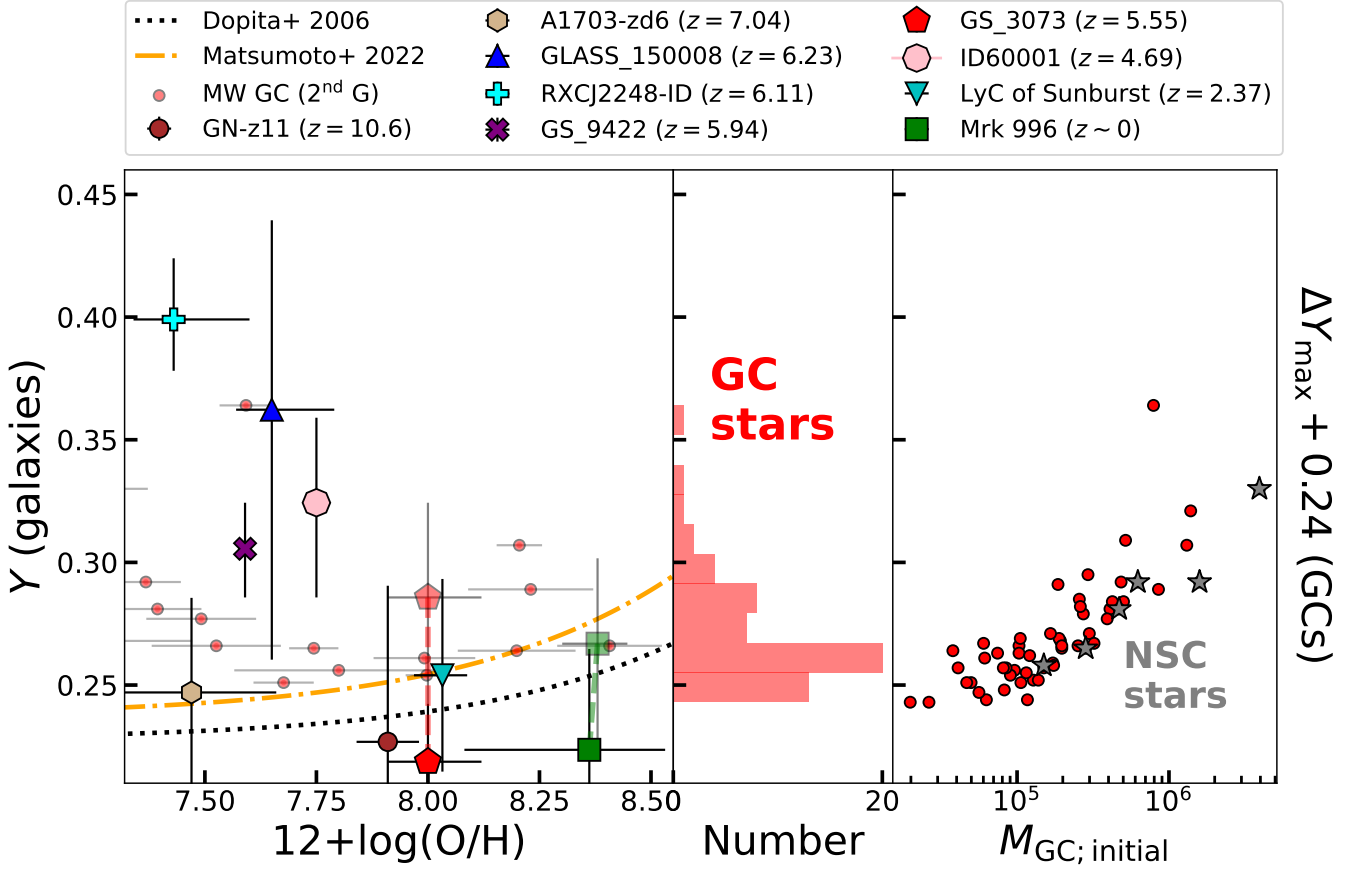 Dopita+ 2006
Matsumoto+ 2022
MW GC (2nd G)
GN-z11 (z = 10.6)
A1703-zd6 (z = 7.04)
GLASS_150008 (z = 6.23)
RXCJ2248-ID (z = 6.11)
GS_9422 (z = 5.94)
GS_3073 (z = 5.55)
ID60001 (z = 4.69)
LyC of Sunburst (z = 2.37)
Mrk 996 (z ~ 0)
Y (galaxies)
0.45
0.40
0.35
0.30
0.25
7.50 7.75 8.00 8.25 8.50
12+log(O/H)
GC
stars
20
Number
NSC
stars
10^5 10^6
M_GC; initial
ΔY_max + 0.24 (GCs)